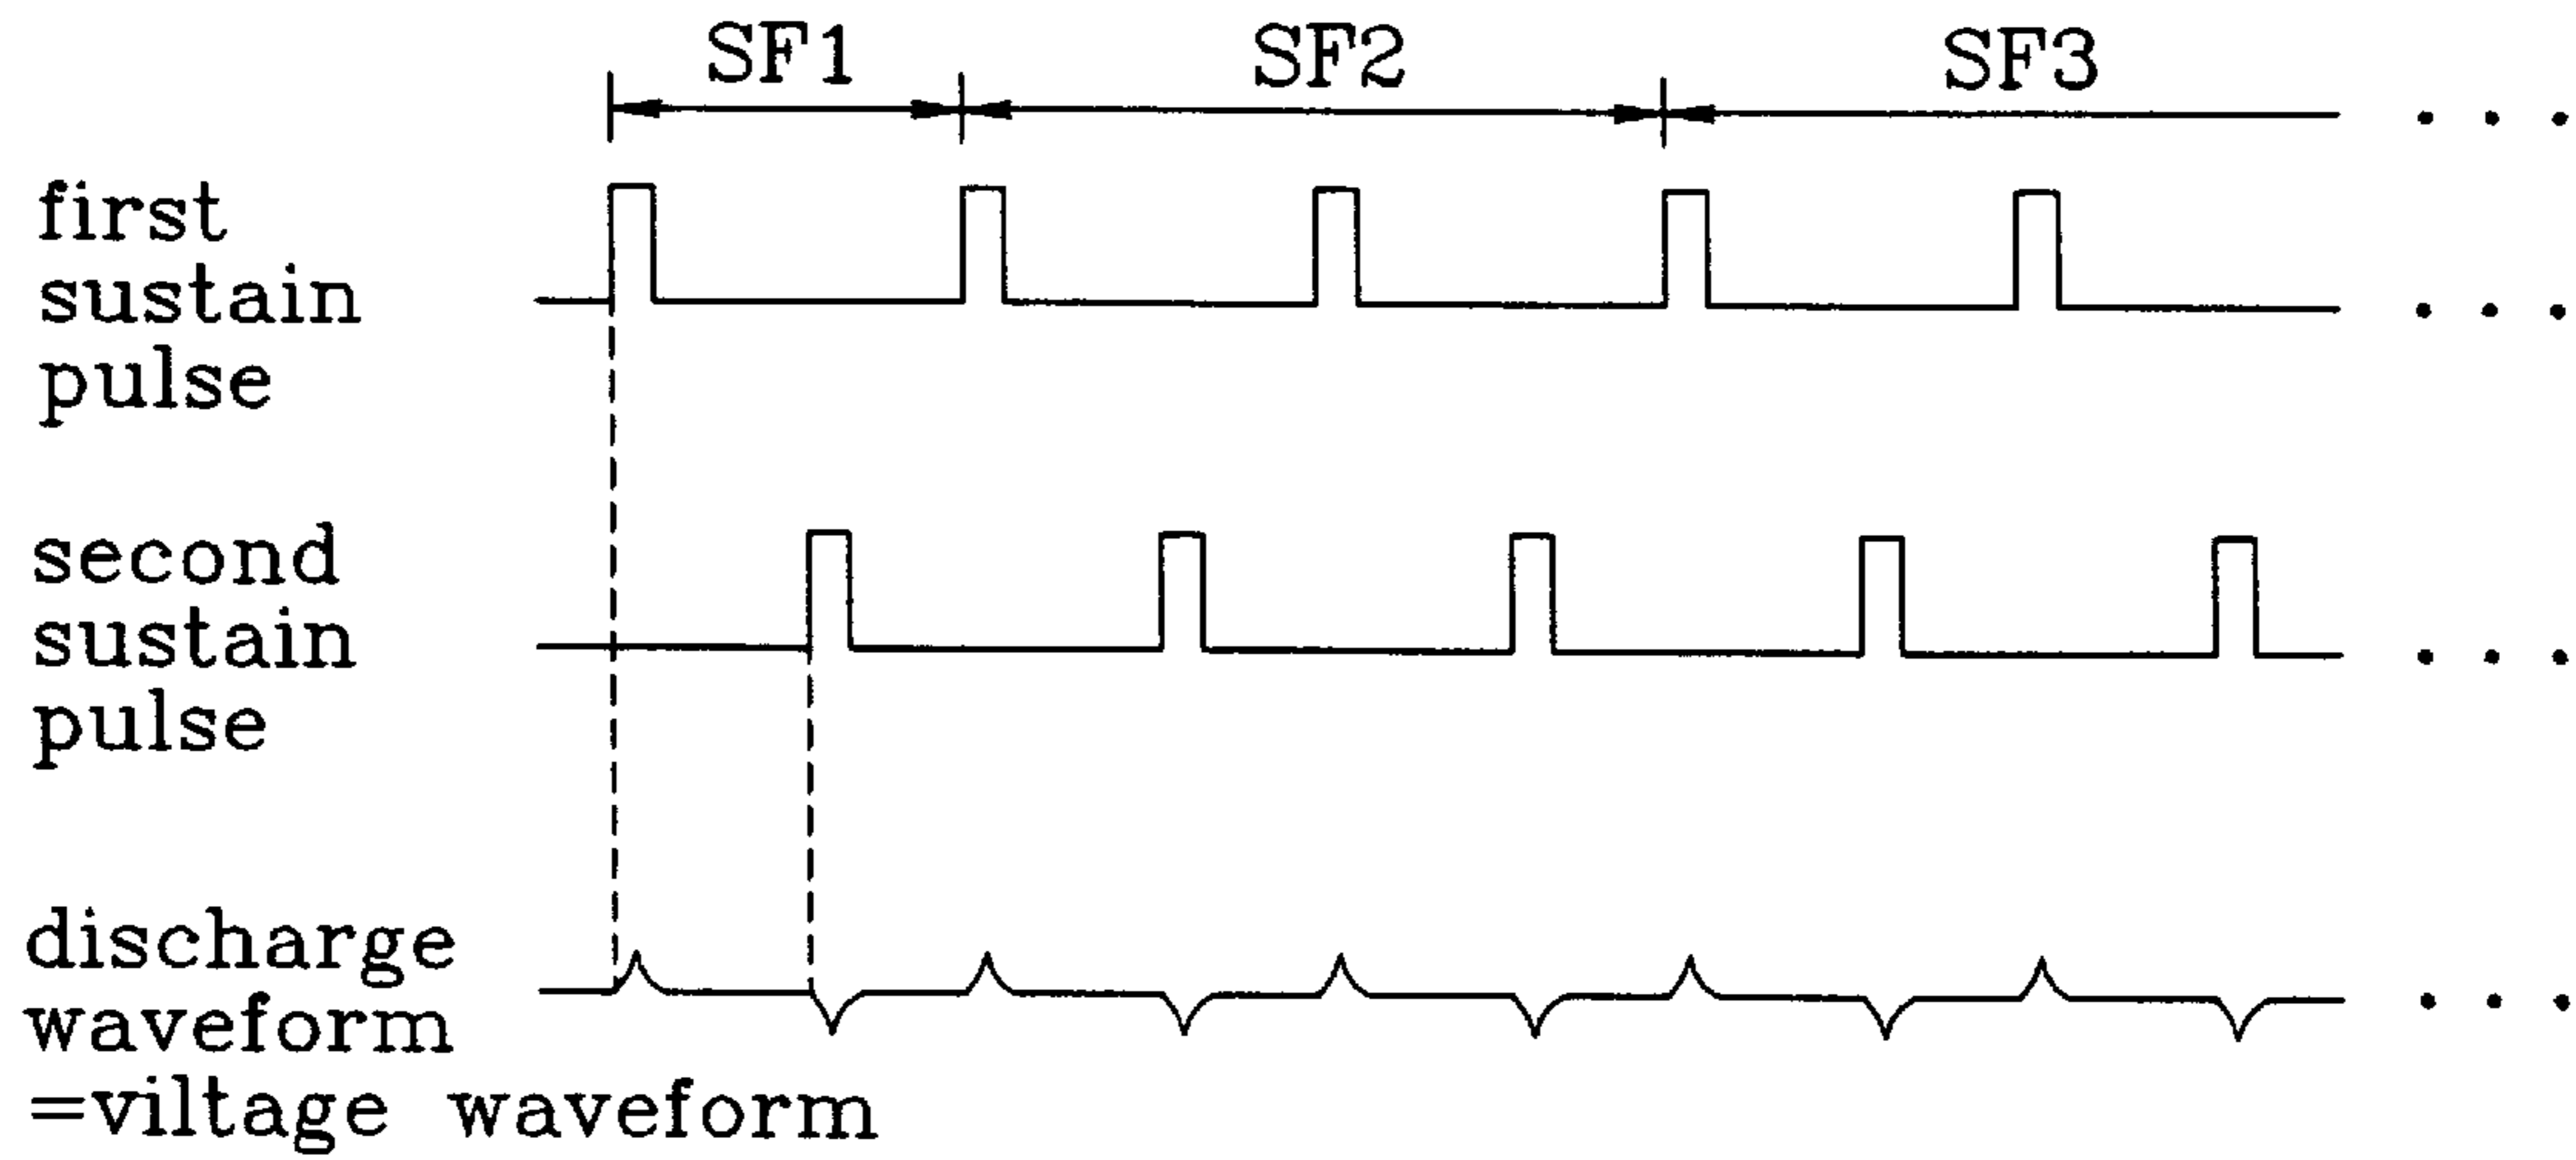 SF1 SF2 SF3
first
sustain
pulse
second
sustain
pulse
discharge
waveform
=viltage waveform